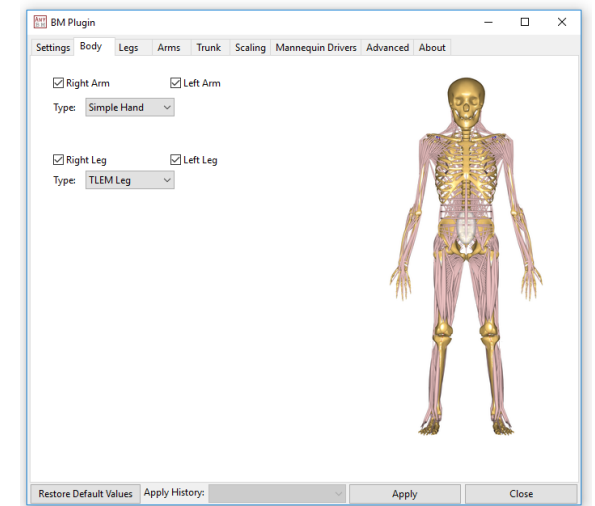 BM Plugin
Settings Body Legs Arms Trunk Scaling Mannequin Drivers Advanced About
Right Arm Left Arm
Type: Simple Hand
Right Leg Left Leg
Type: TLEM Leg
Restore Default Values Apply History: Apply Close